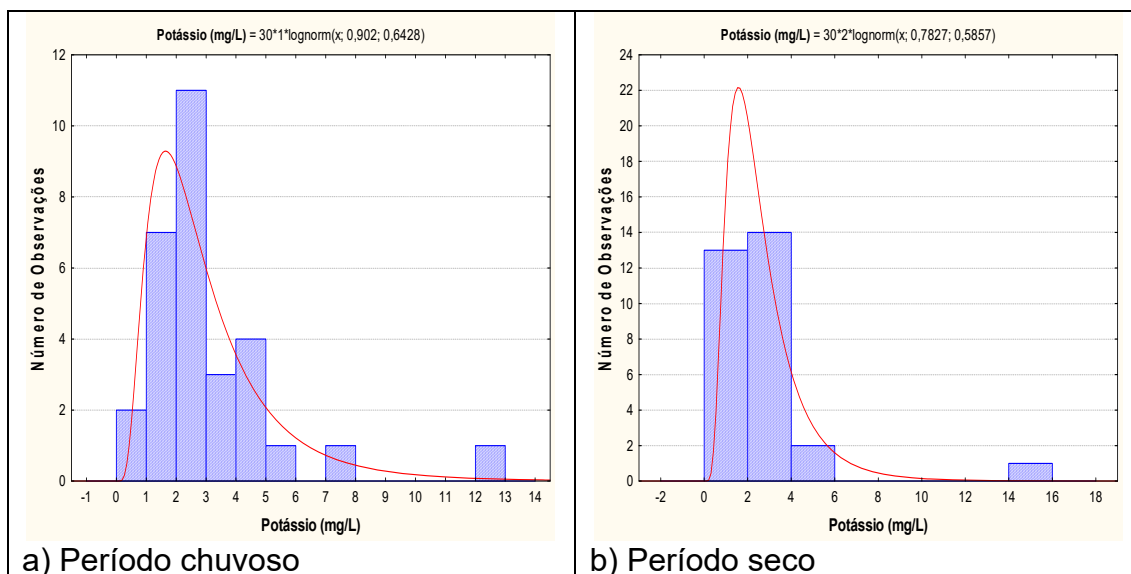 Potássio (mg/L) = 30*1*lognorm(x; 0,902; 0,6428)
12
10
8
6
4
2
0
Número de Observações
-1 0 1 2 3 4 5 6 7 8 9 10 11 12 13 14
Potássio (mg/L)
a) Período chuvoso
Potássio (mg/L) = 30*2*lognorm(x; 0,7827; 0,5857)
24
22
20
18
16
14
12
10
8
6
4
2
0
Número de Observações
-2 0 2 4 6 8 10 12 14 16 18
Potássio (mg/L)
b) Período seco